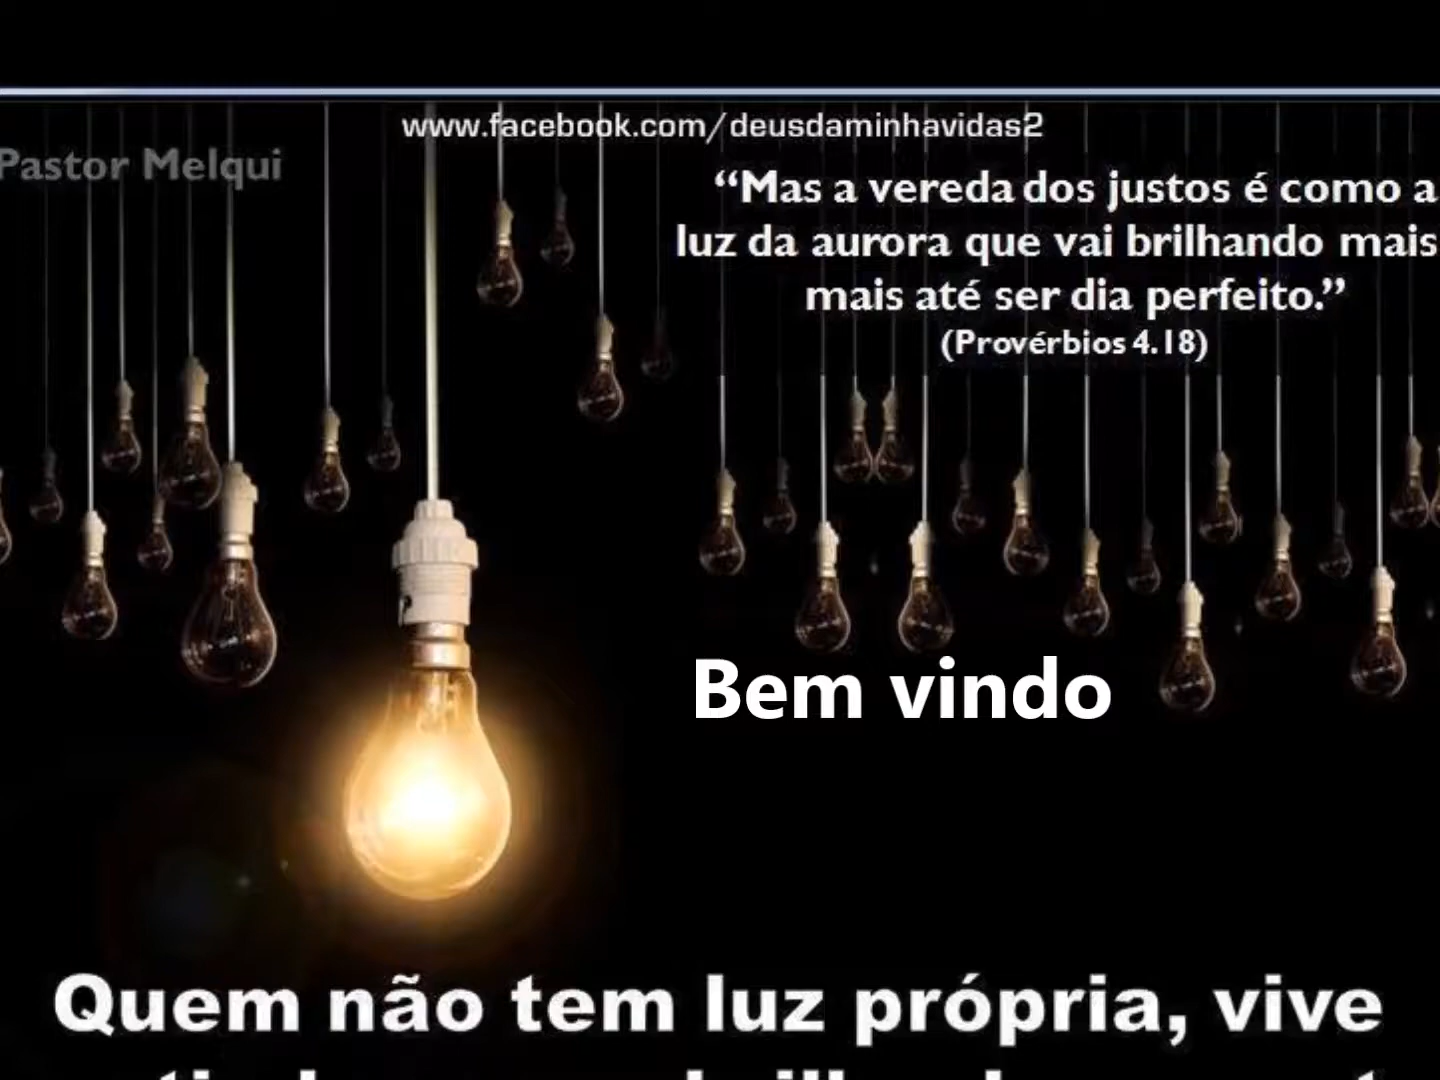 www.facebook.com/deusdaminhavidas2
Pastor Melqui
“Mas a vereda dos justos é como a
luz da aurora que vai brilhando mais
mais até ser dia perfeito.”
(Provérbios 4.18)
Bem vindo
Quem não tem luz própria, vive